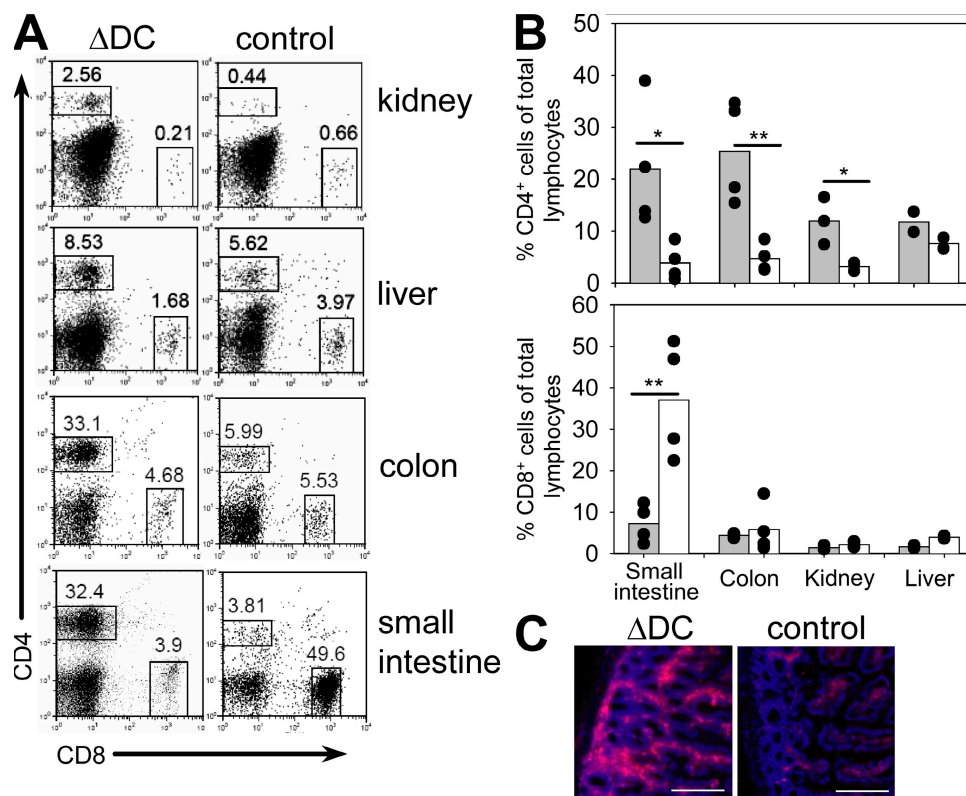 A
ΔDC control
2.56 0.44
0.21 0.66
kidney
8.53 5.62
1.68 3.97
liver
33.1 5.99
4.68 5.53
colon
32.4 3.81
3.9 49.6
small
intestine
CD4
CD8
B
% CD4⁺ cells of total
lymphocytes
50
40
30
20
10
0
* ** *
% CD8⁺ cells of total
lymphocytes
60
50
40
30
20
10
0
**
Small
intestine
Colon
Kidney
Liver
C
ΔDC control